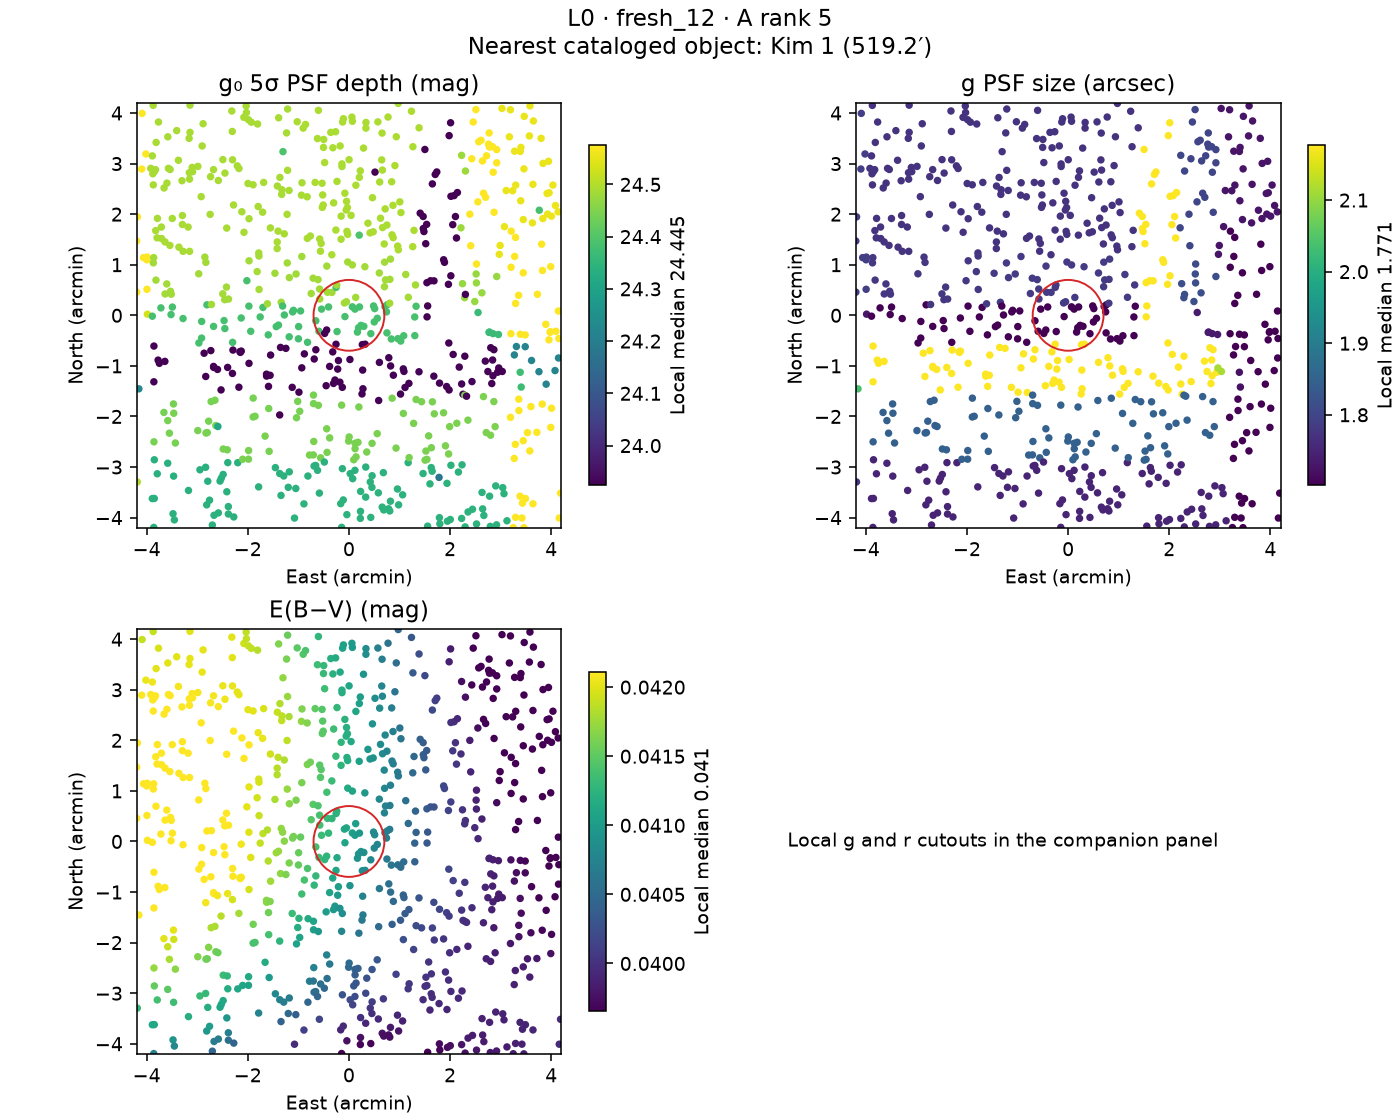 L0 · fresh_12 · A rank 5
Nearest cataloged object: Kim 1 (519.2′)
g₀ 5σ PSF depth (mag)
4
3
2
1
0
−1
−2
−3
−4
−4 −2 0 2 4
North (arcmin)
East (arcmin)
24.5
24.4
24.3
24.2
24.1
24.0
Local median 24.445
g PSF size (arcsec)
4
3
2
1
0
−1
−2
−3
−4
−4 −2 0 2 4
North (arcmin)
East (arcmin)
2.1
2.0
1.9
1.8
Local median 1.771
E(B−V) (mag)
4
3
2
1
0
−1
−2
−3
−4
−4 −2 0 2 4
North (arcmin)
East (arcmin)
0.0420
0.0415
0.0410
0.0405
0.0400
Local median 0.041
Local g and r cutouts in the companion panel